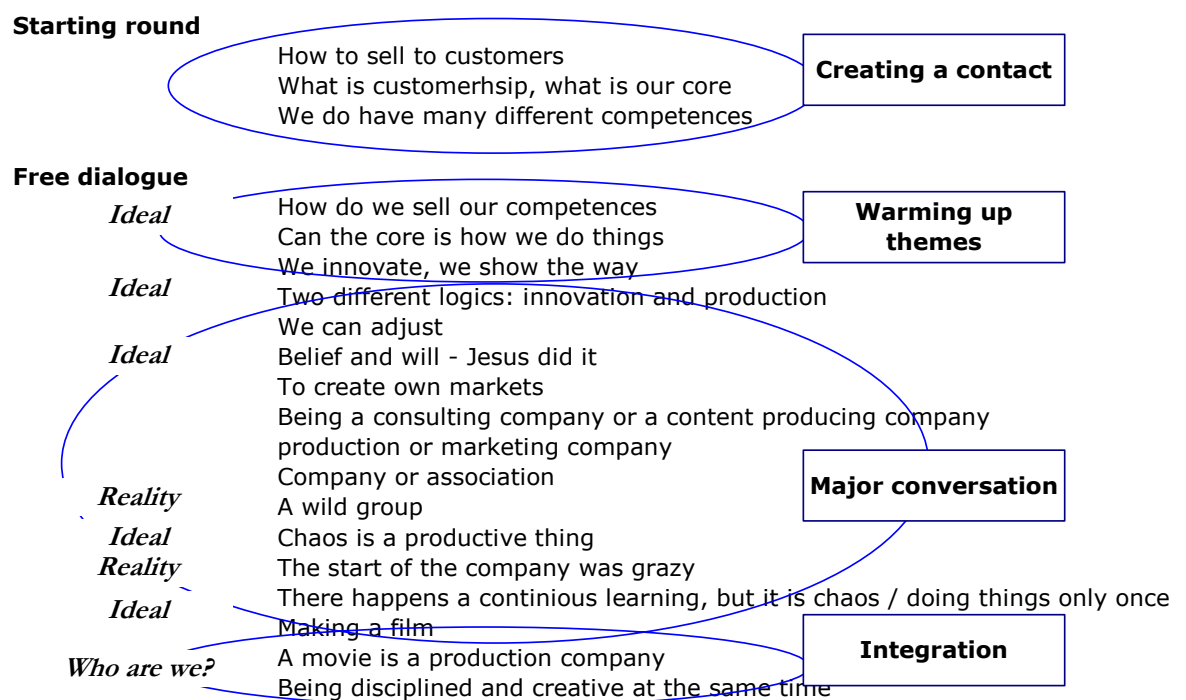 Starting round
How to sell to customers
What is customerhsip, what is our core
We do have many different competences
Creating a contact
Free dialogue
Ideal
How do we sell our competences
Can the core is how we do things
We innovate, we show the way
Warming up
themes
Ideal
Two different logics: innovation and production
We can adjust
Ideal
Belief and will - Jesus did it
To create own markets
Being a consulting company or a content producing company
production or marketing company
Company or association
Major conversation
Reality
A wild group
Ideal
Chaos is a productive thing
Reality
The start of the company was grazy
Ideal
There happens a continious learning, but it is chaos / doing things only once
Making a film
Integration
Who are we?
A movie is a production company
Being disciplined and creative at the same time